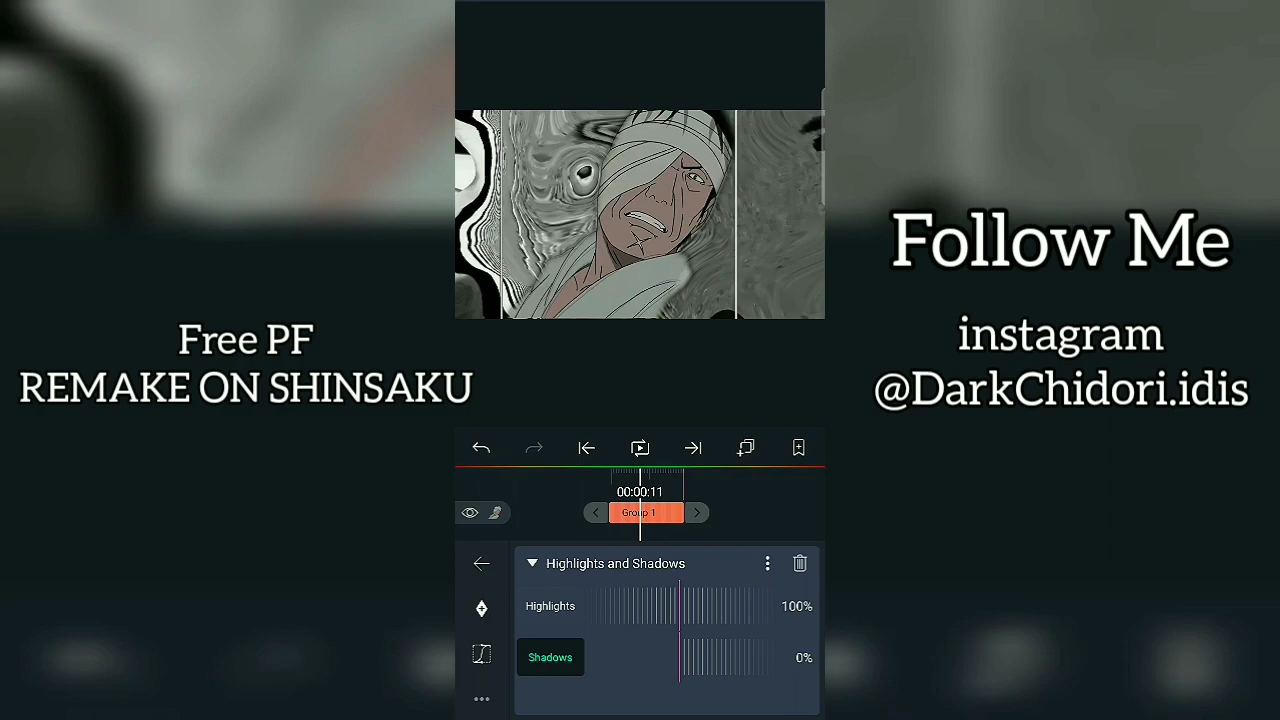 Follow Me
Free PF
REMAKE ON SHINSAKU
instagram
@DarkChidori.idis
00:00:11
Group 1
Highlights and Shadows
Highlights 100%
Shadows 0%